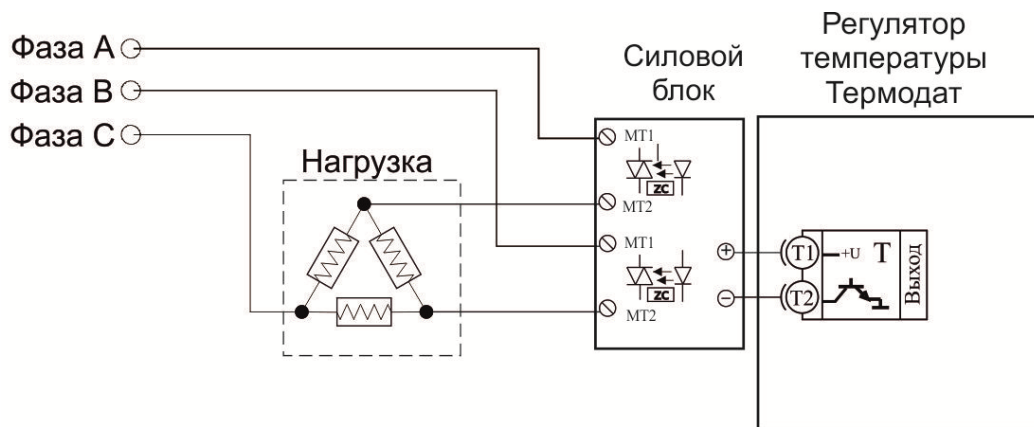 Фаза A
Фаза B
Фаза C
Нагрузка
Силовой
блок
Регулятор
температуры
Термодат
MT1
ZC
MT2
MT1
ZC
MT2
+
−
T1
T2
+U
T
Выход